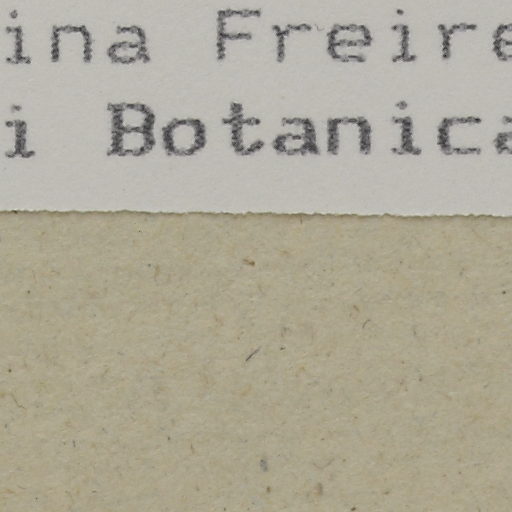 ina Freire
i Botanica